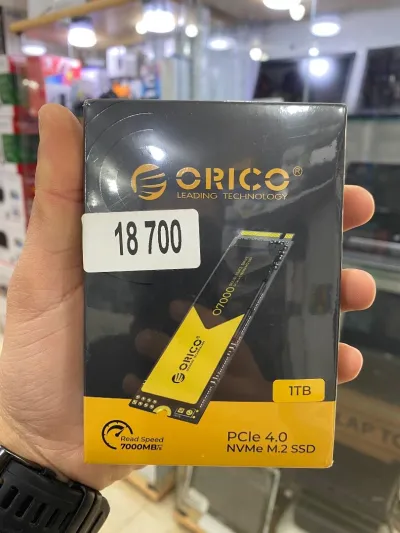 ORICO®
LEADING TECHNOLOGY
18 700
O7000
ORICO
1TB
Read Speed
7000MB/s
PCIe 4.0
NVMe M.2 SSD